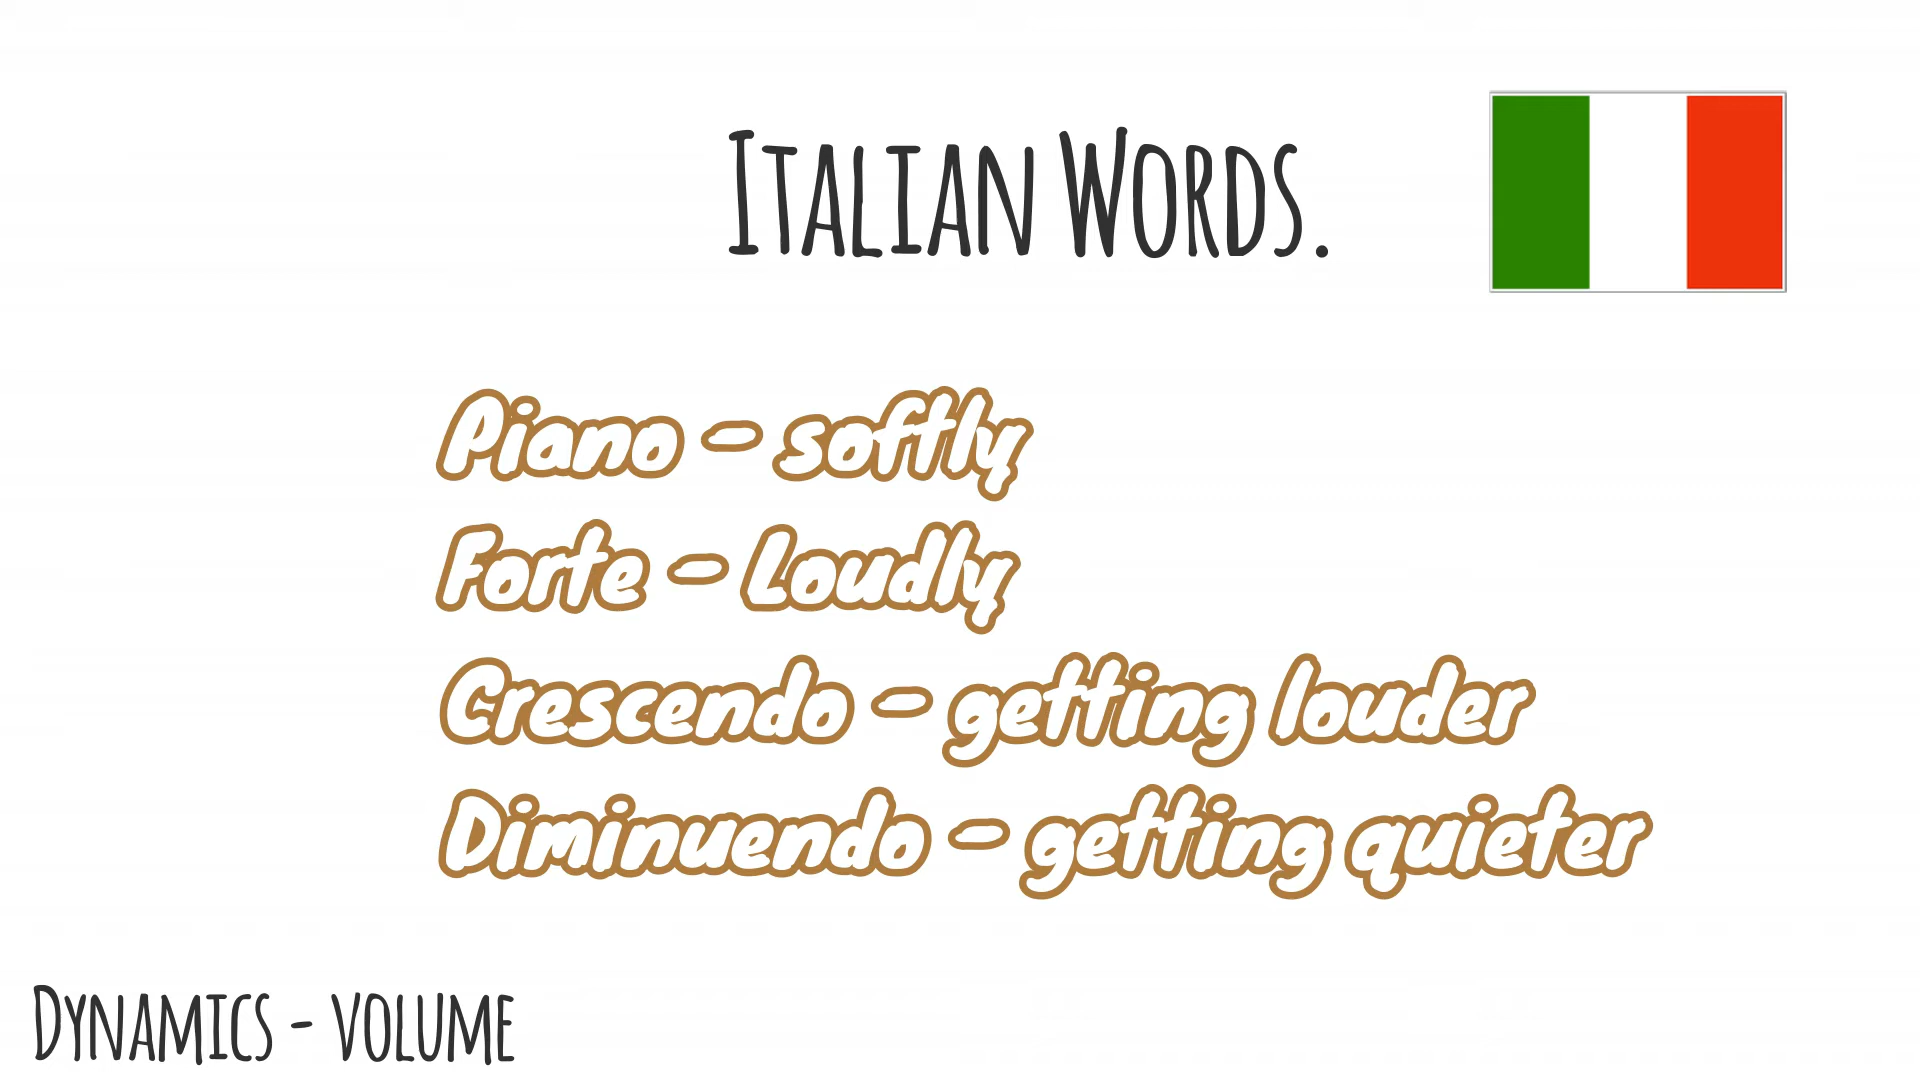 Italian Words.
Piano - softly
Forte - Loudly
Crescendo - getting louder
Diminuendo - getting quieter
Dynamics - volume